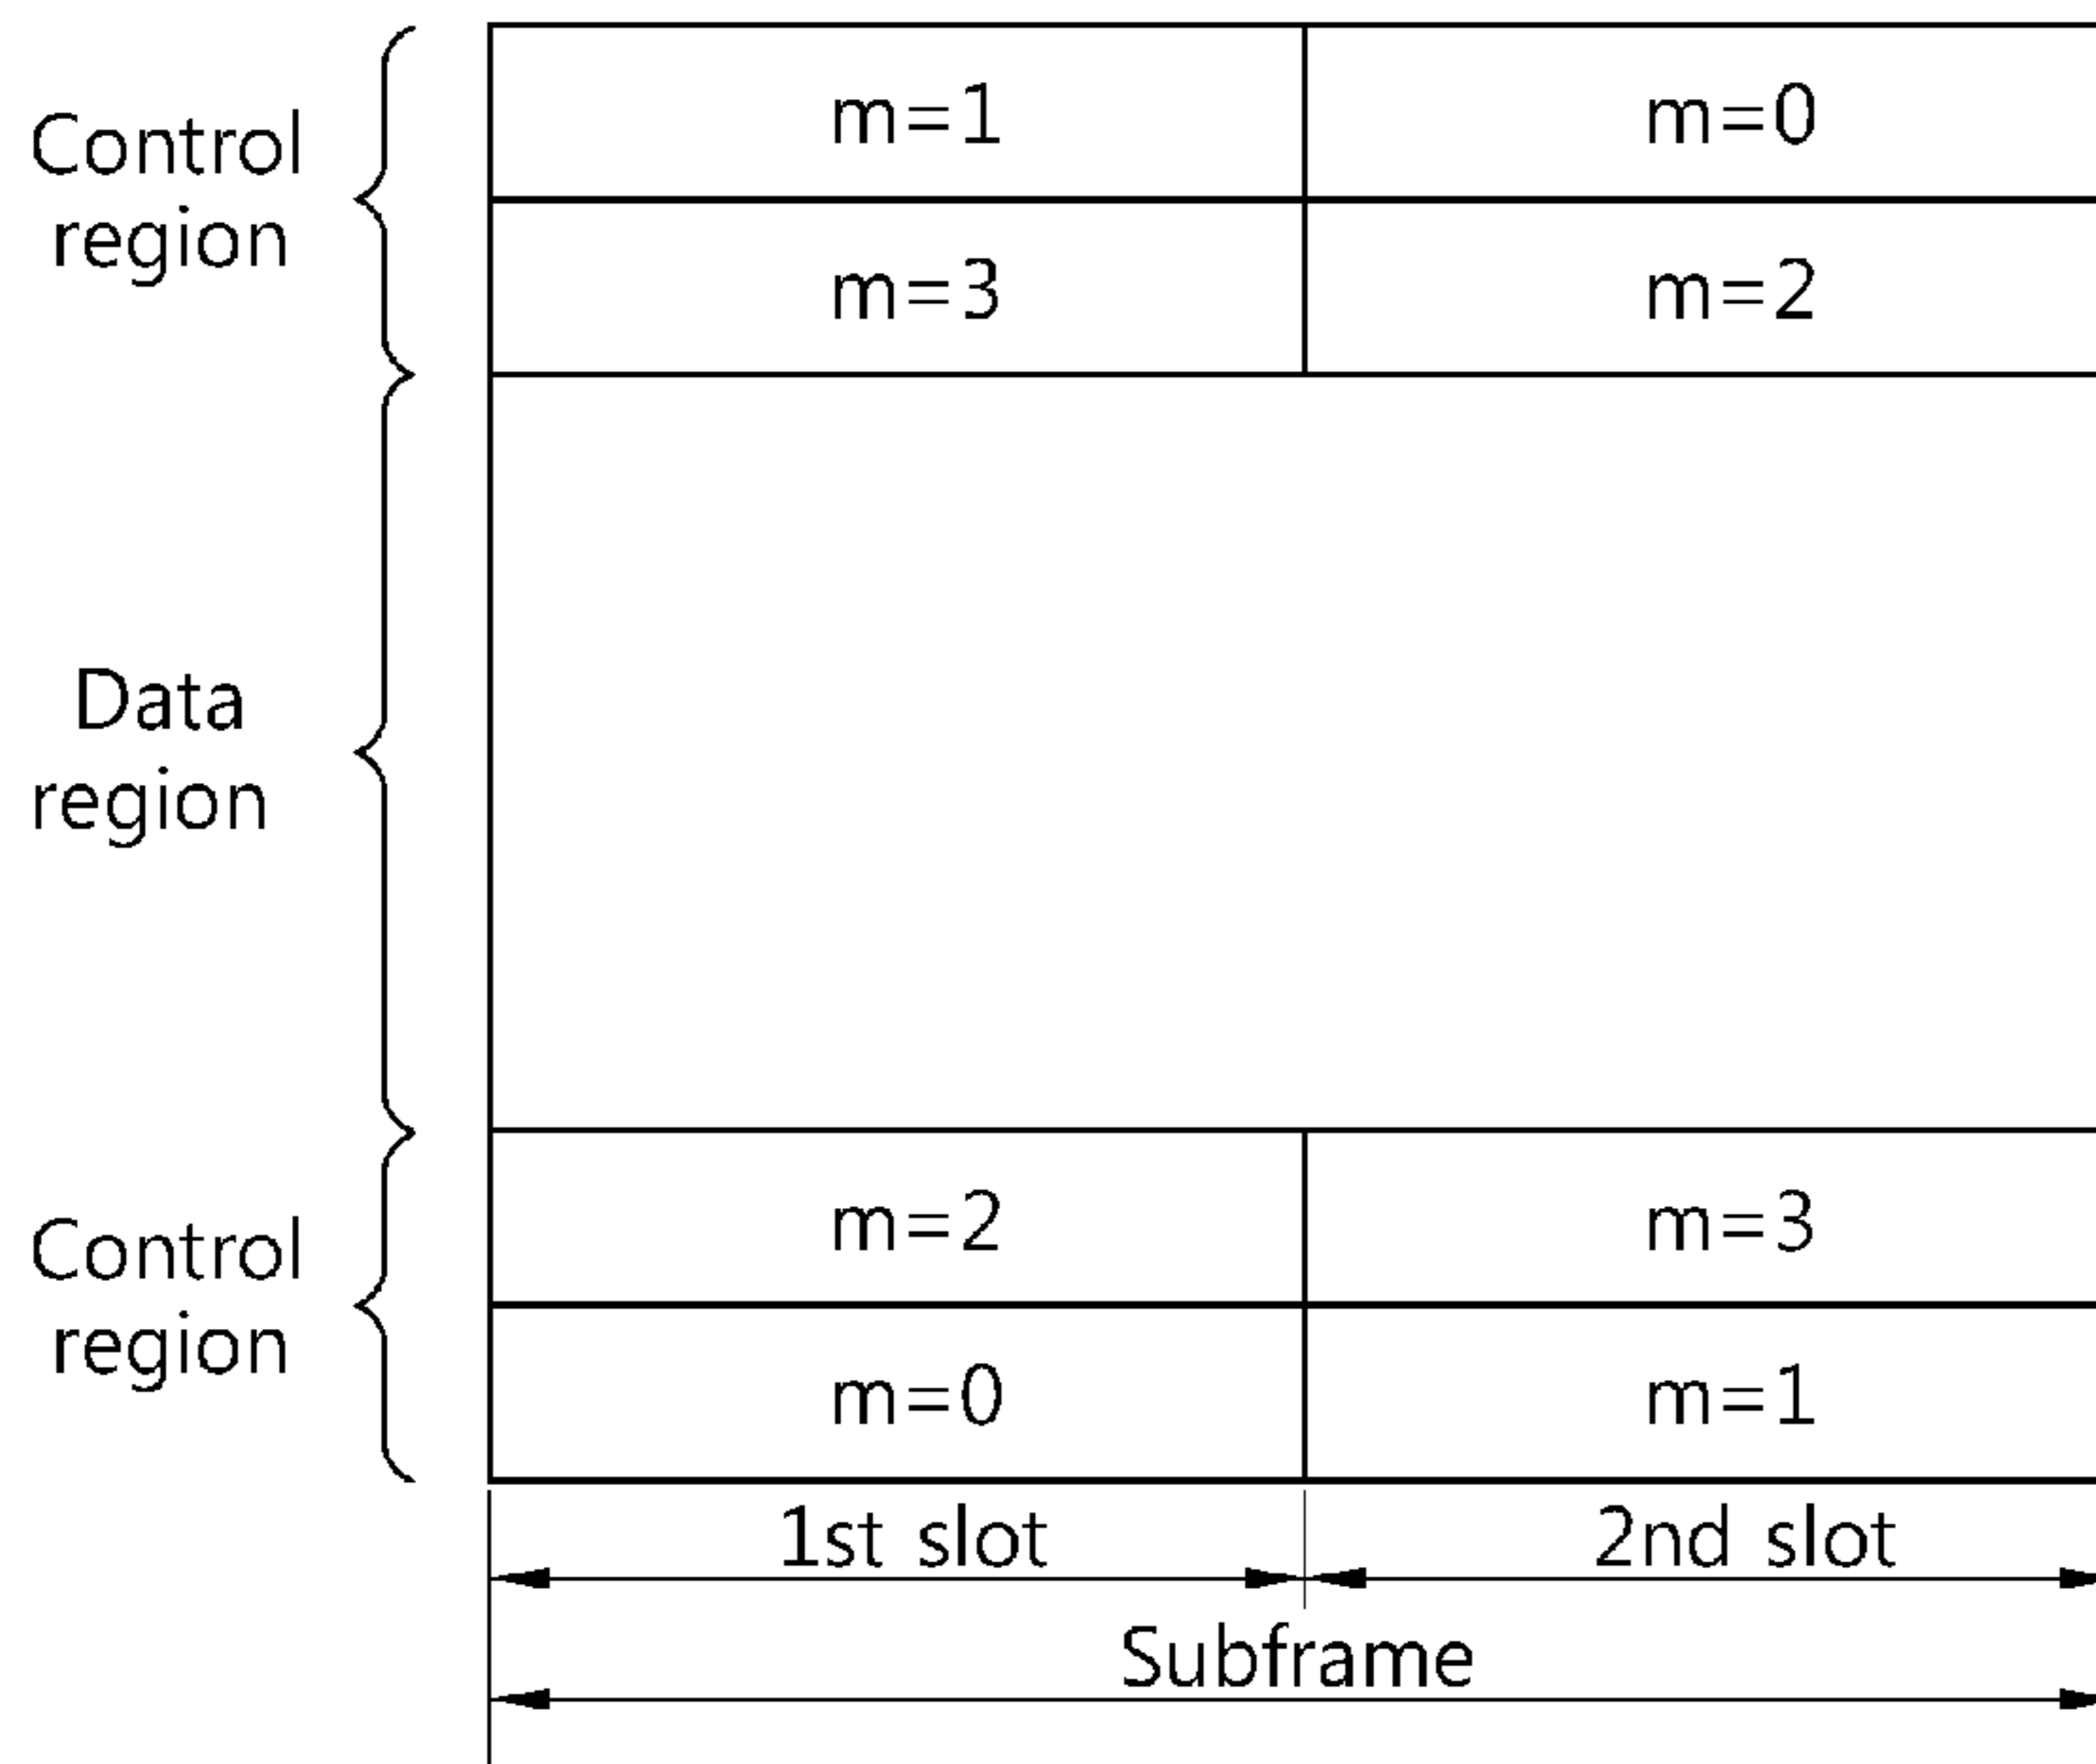 Control
region
m=1
m=0
m=3
m=2
Data
region
Control
region
m=2
m=3
m=0
m=1
1st slot
2nd slot
Subframe